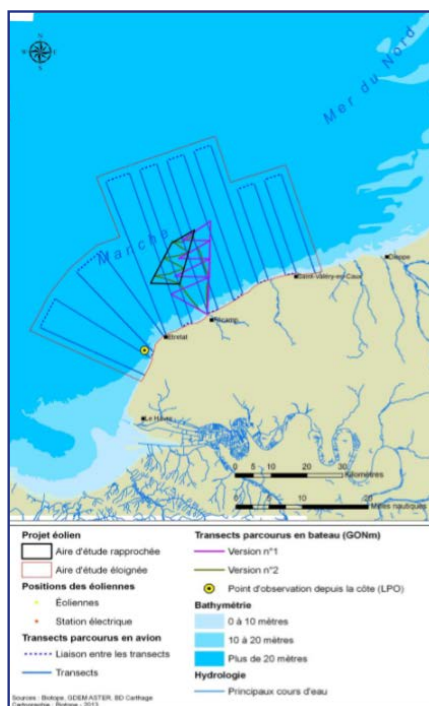 N
Mer du Nord
Manche
Dieppe
Saint-Valéry-en-Caux
Fécamp
Etretat
Le Havre
0 5 10 20 30
Kilomètres
0 5 10 20
Milles nautiques
Projet éolien
Aire d'étude rapprochée
Aire d'étude éloignée
Positions des éoliennes
Éoliennes
Station électrique
Transects parcourus en avion
Liaison entre les transects
Transects
Transects parcourus en bateau (GONm)
Version n°1
Version n°2
Point d'observation depuis la côte (LPO)
Bathymétrie
0 à 10 mètres
10 à 20 mètres
Plus de 20 mètres
Hydrologie
Principaux cours d'eau
Sources : Biotope, GDEM-ASTER, BD Carthage
Cartographie : Biotope - 2013